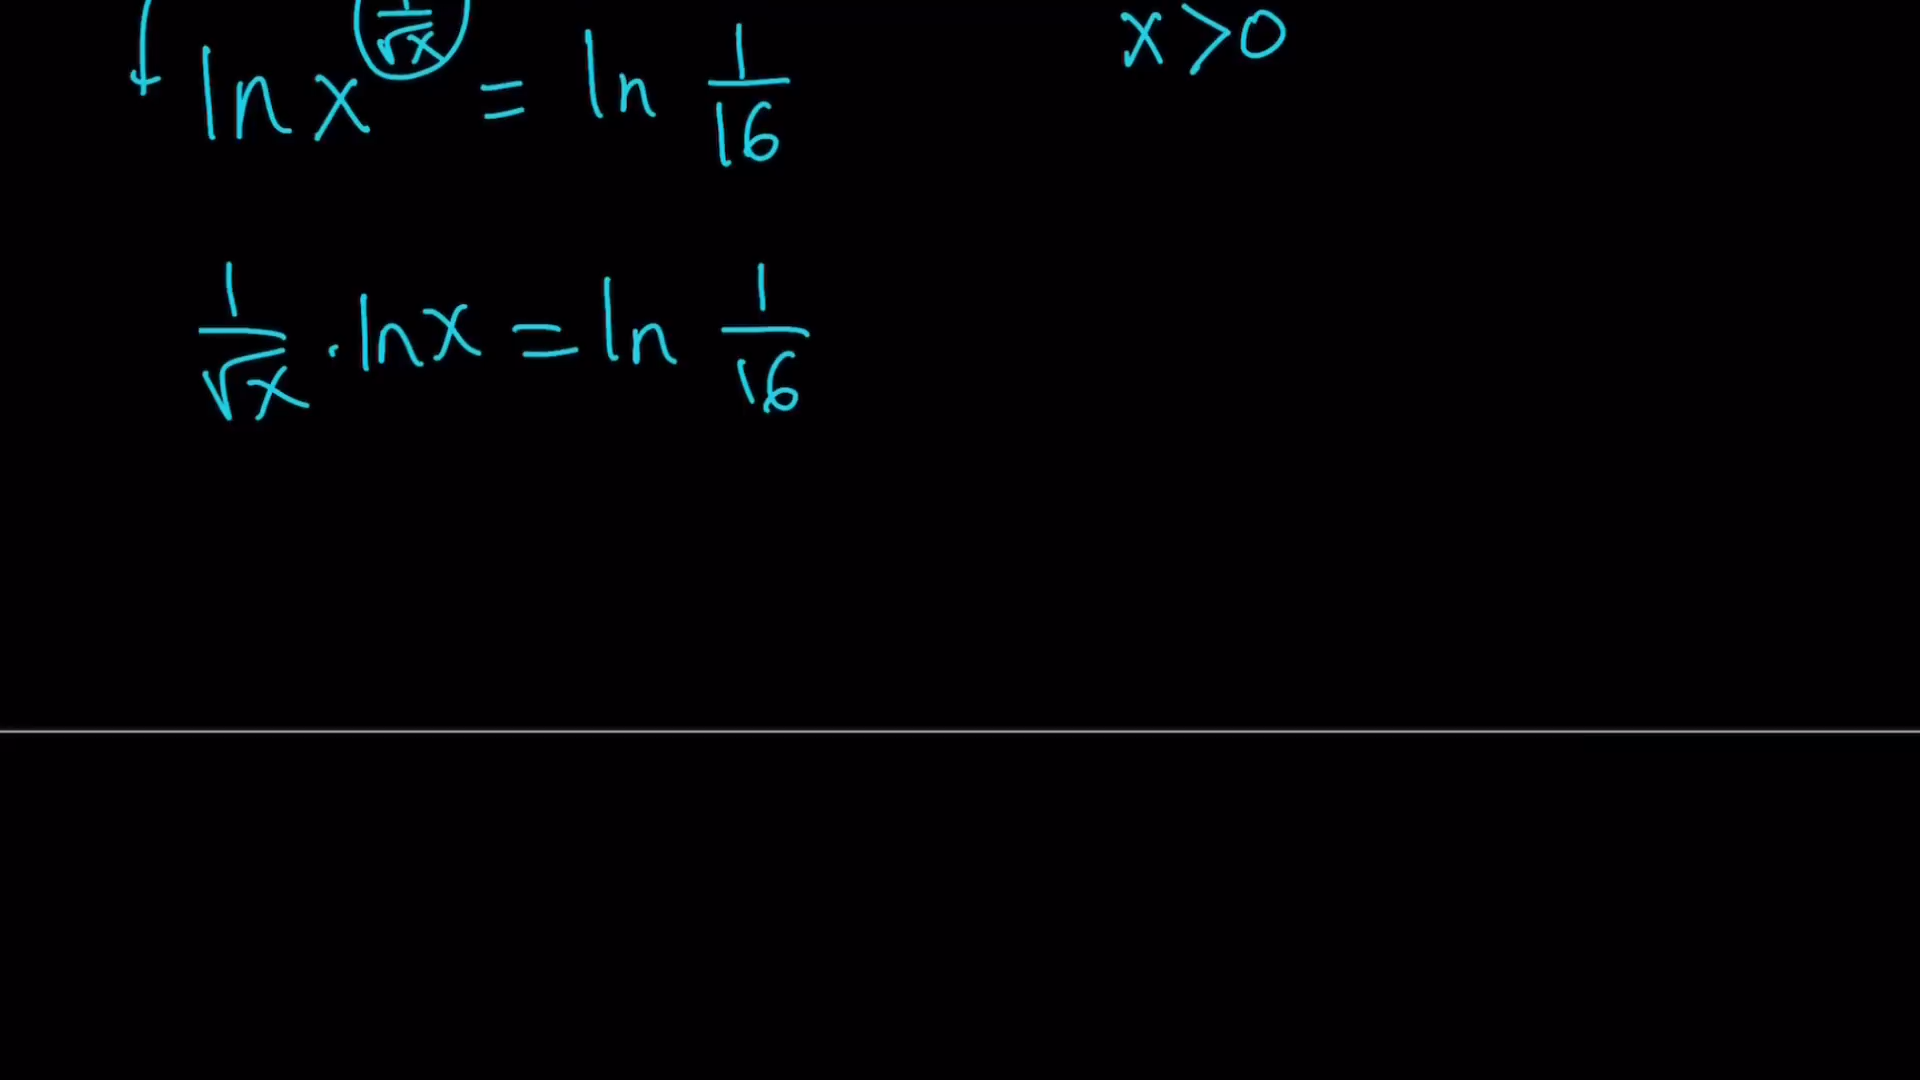 ln x^(1/√x) = ln 1/16
x > 0
1/√x · ln x = ln 1/16